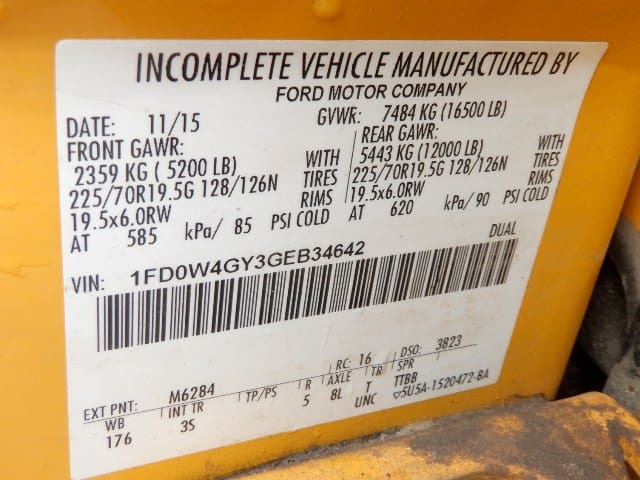 INCOMPLETE VEHICLE MANUFACTURED BY
FORD MOTOR COMPANY
DATE: 11/15 GVWR: 7484 KG (16500 LB)
FRONT GAWR: REAR GAWR:
2359 KG ( 5200 LB) WITH 5443 KG (12000 LB) WITH
225/70R19.5G 128/126N TIRES 225/70R19.5G 128/126N TIRES
19.5x6.0RW RIMS 19.5x6.0RW RIMS
AT 585 kPa/ 85 PSI COLD AT 620 kPa/ 90 PSI COLD
DUAL
VIN: 1FD0W4GY3GEB34642
RC: 16 DSO: 3823
EXT PNT: M6284
WB INT TR TP/PS R AXLE TR SPR
176 3S 5 8L T TTBB
UNC ▽5U5A-1520472-BA